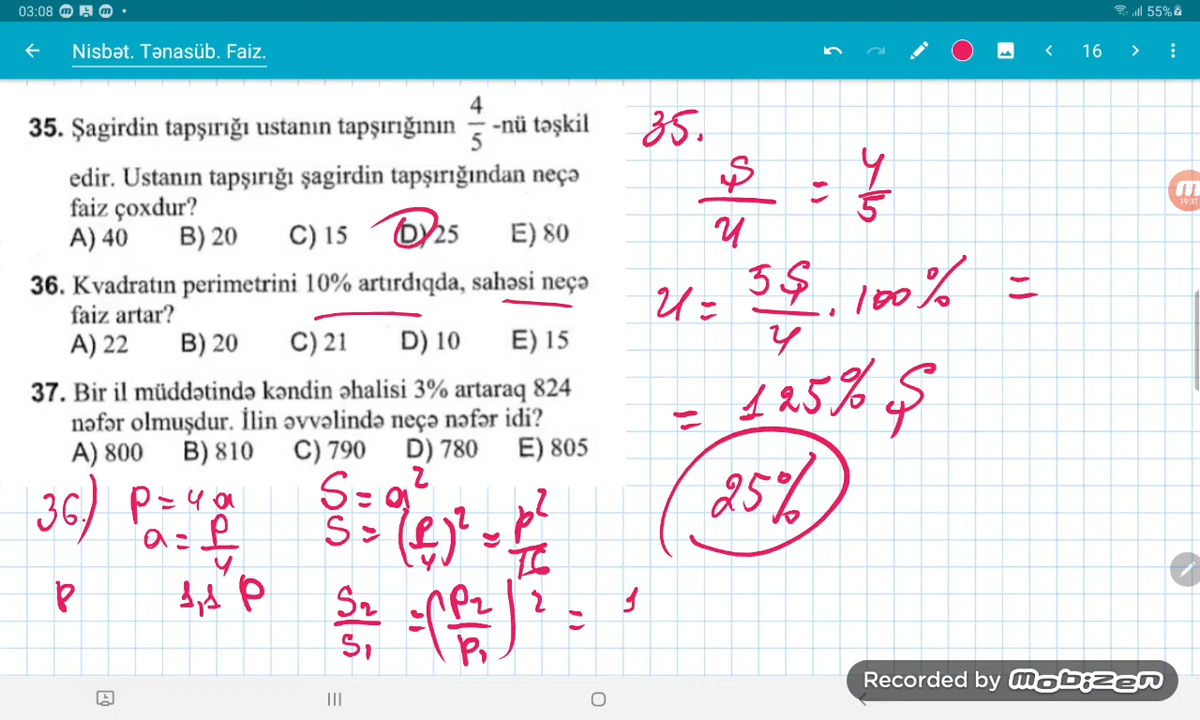 03:08
55%
Nisbət. Tənasüb. Faiz.
16
35. Şagirdin tapşırığı ustanın tapşırığının 4/5 -nü təşkil
edir. Ustanın tapşırığı şagirdin tapşırığından neçə
faiz çoxdur?
A) 40 B) 20 C) 15 D) 25 E) 80
36. Kvadratın perimetrini 10% artırdıqda, sahəsi neçə
faiz artar?
A) 22 B) 20 C) 21 D) 10 E) 15
37. Bir il müddətində kəndin əhalisi 3% artaraq 824
nəfər olmuşdur. İlin əvvəlində neçə nəfər idi?
A) 800 B) 810 C) 790 D) 780 E) 805
35.
Ş/U = 4/5
U = 5Ş/4 · 100% =
= 125% Ş
25%
36.) P = 4a S = a²
a = P/4 S = (P/4)² = P²/16
P 1,1 P S₂/S₁ = (P₂/P₁)² = 1
19:31
Recorded by mobizen